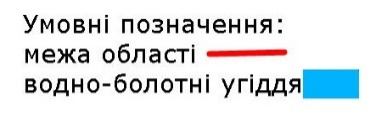 Умовні позначення:
межа області
водно-болотні угіддя